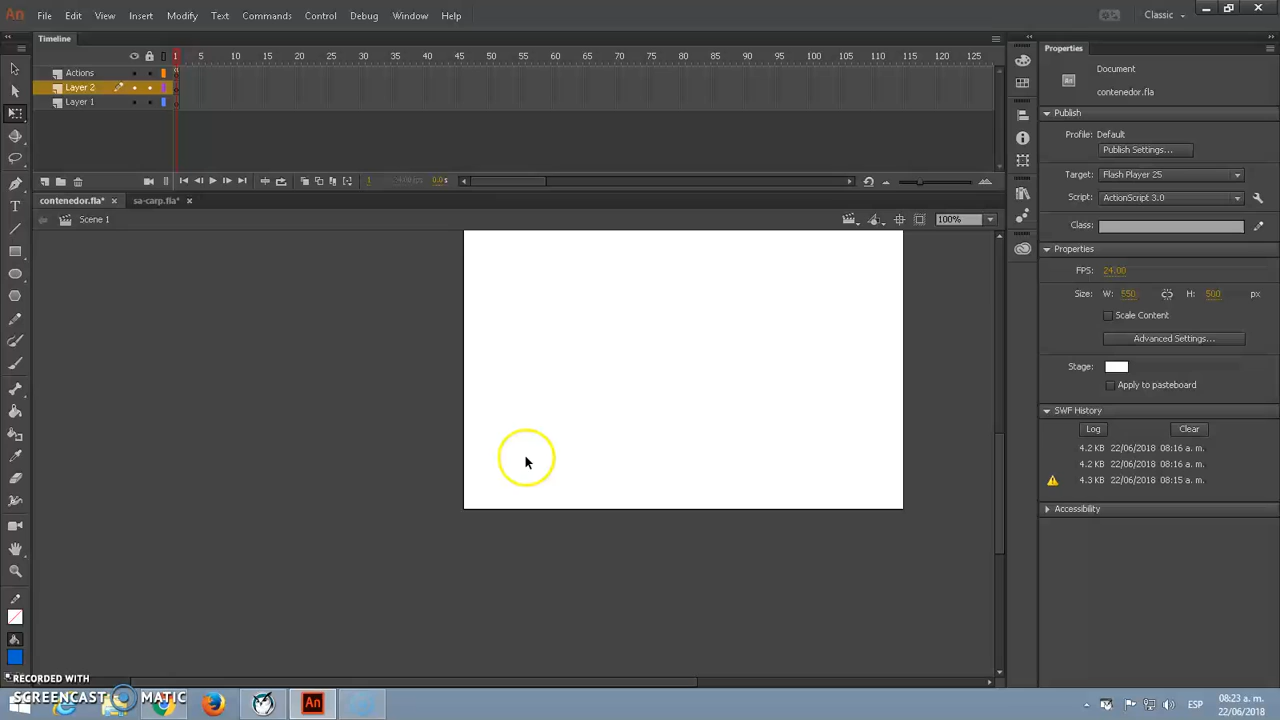 An File Edit View Insert Modify Text Commands Control Debug Window Help Classic
Timeline
Properties
1 5 10 15 20 25 30 35 40 45 50 55 60 65 70 75 80 85 90 95 100 105 110 115 120 125
Actions
Layer 2
Layer 1
1 0.0s
contenedor.fla* × sa-carp.fla* ×
Scene 1
100%
An
Document
contenedor.fla
Publish
Profile: Default
Publish Settings...
Target: Flash Player 25
Script: ActionScript 3.0
Class:
Properties
FPS: 24.00
Size: W: 550 H: 500 px
Scale Content
Advanced Settings...
Stage:
Apply to pasteboard
SWF History
Log Clear
4.2 KB 22/06/2018 08:16 a. m.
4.2 KB 22/06/2018 08:16 a. m.
4.3 KB 22/06/2018 08:15 a. m.
Accessibility
RECORDED WITH
SCREENCAST MATIC
An
ESP
08:23 a. m.
22/06/2018